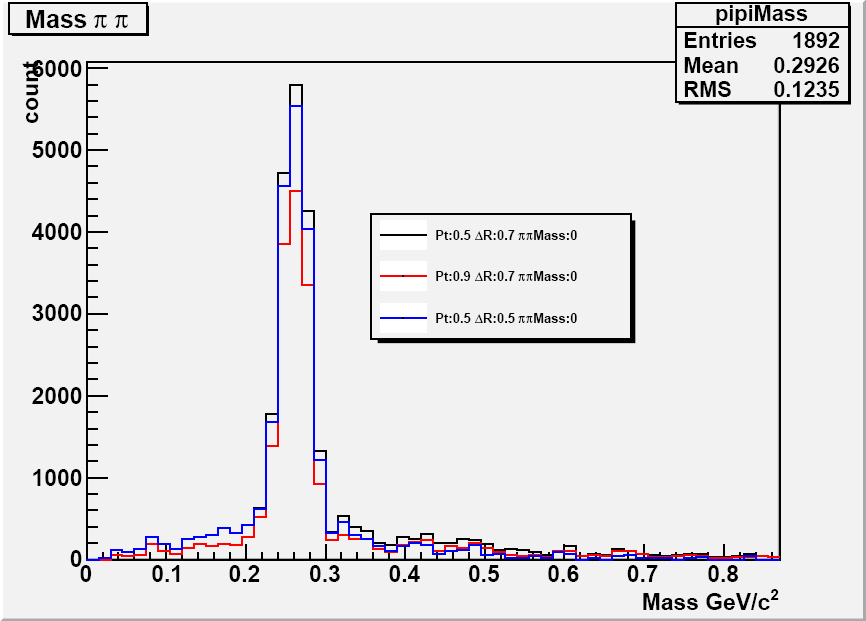 Mass π π
pipiMass
Entries 1892
Mean 0.2926
RMS 0.1235
count
6000
5000
4000
3000
2000
1000
0
Pt:0.5 ΔR:0.7 ππMass:0
Pt:0.9 ΔR:0.7 ππMass:0
Pt:0.5 ΔR:0.5 ππMass:0
0 0.1 0.2 0.3 0.4 0.5 0.6 0.7 0.8
Mass GeV/c²